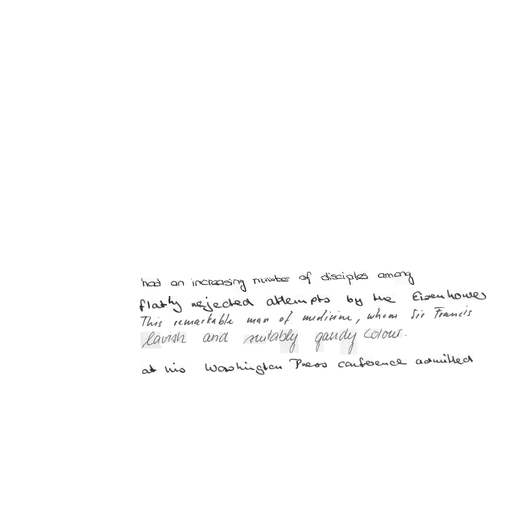 had an increasing number of disciples among
flatly rejected attempts by the Eisenhower
This remarkable man of medicine, whom Sir Francis
lavish and suitably gaudy colour.
at his Washington Press conference admitted